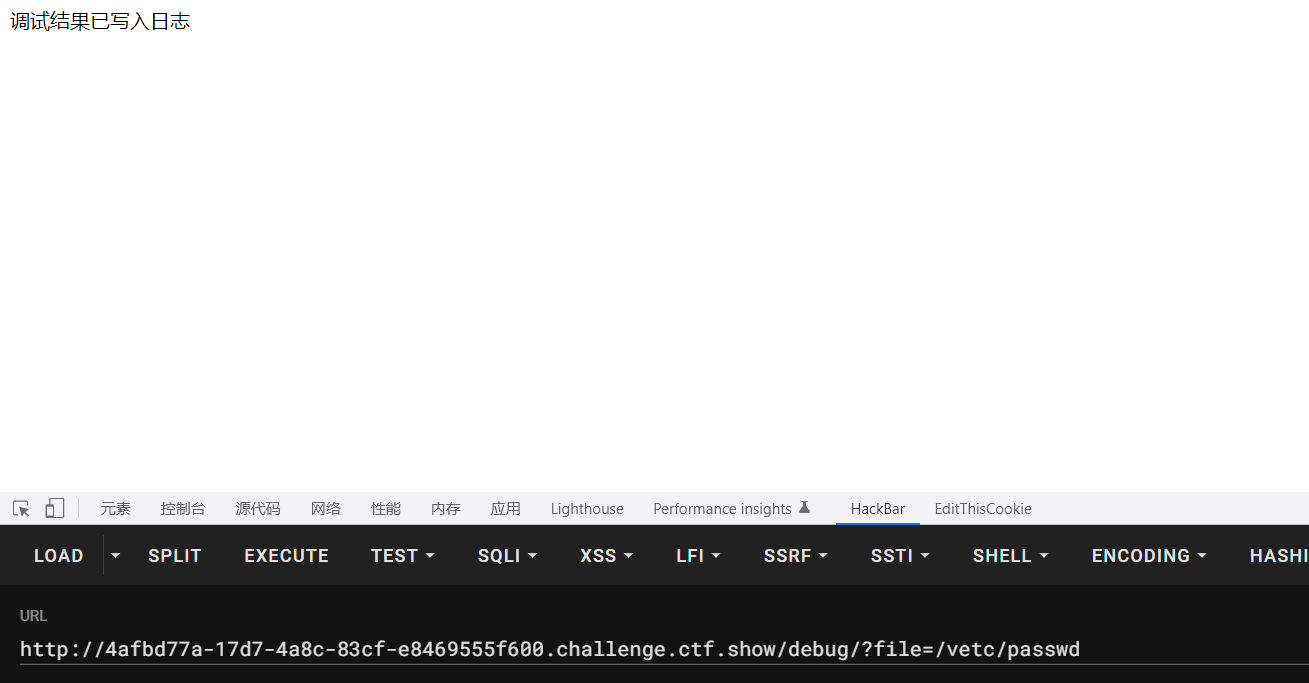 调试结果已写入日志
元素 控制台 源代码 网络 性能 内存 应用 Lighthouse Performance insights HackBar EditThisCookie
LOAD SPLIT EXECUTE TEST SQLI XSS LFI SSRF SSTI SHELL ENCODING HASHI
URL
http://4afbd77a-17d7-4a8c-83cf-e8469555f600.challenge.ctf.show/debug/?file=/vetc/passwd